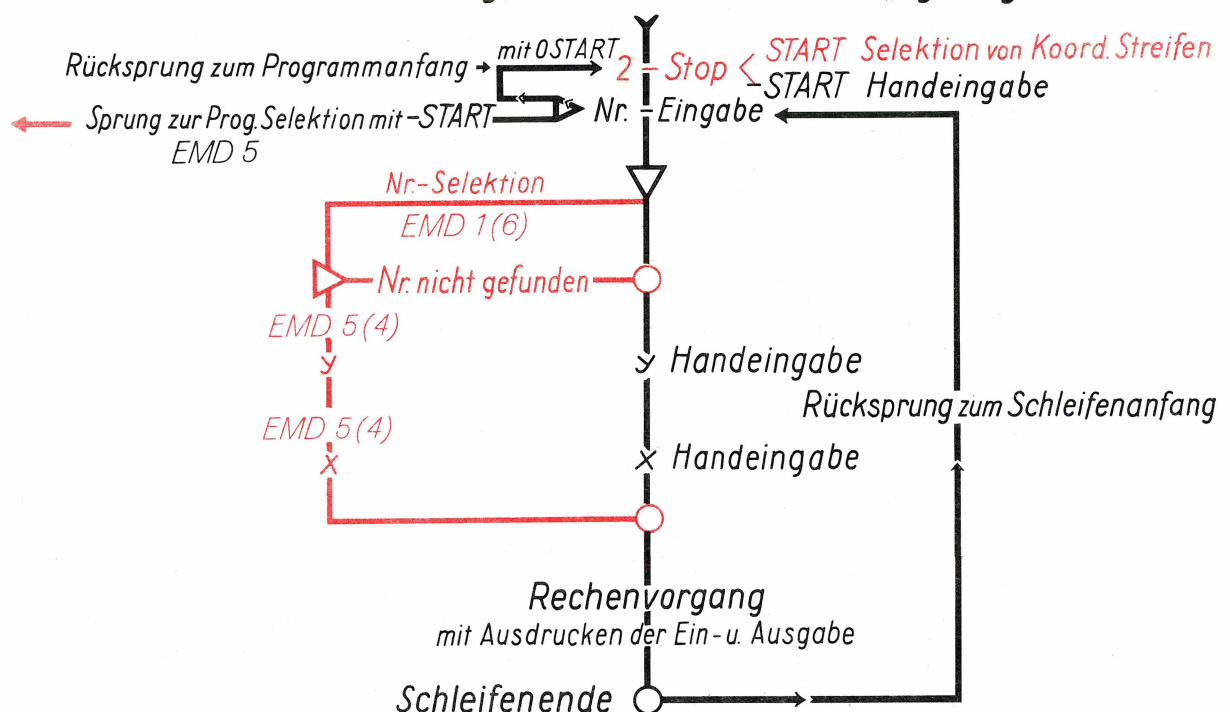 mit 0START
START Selektion von Koord. Streifen
Rücksprung zum Programmanfang
2 - Stop
-START Handeingabe
Sprung zur Prog. Selektion mit -START
Nr. - Eingabe
EMD 5
Nr.-Selektion
EMD 1(6)
Nr. nicht gefunden
EMD 5(4)
y
y Handeingabe
Rücksprung zum Schleifenanfang
EMD 5(4)
x
x Handeingabe
Rechenvorgang
mit Ausdrucken der Ein- u. Ausgabe
Schleifenende